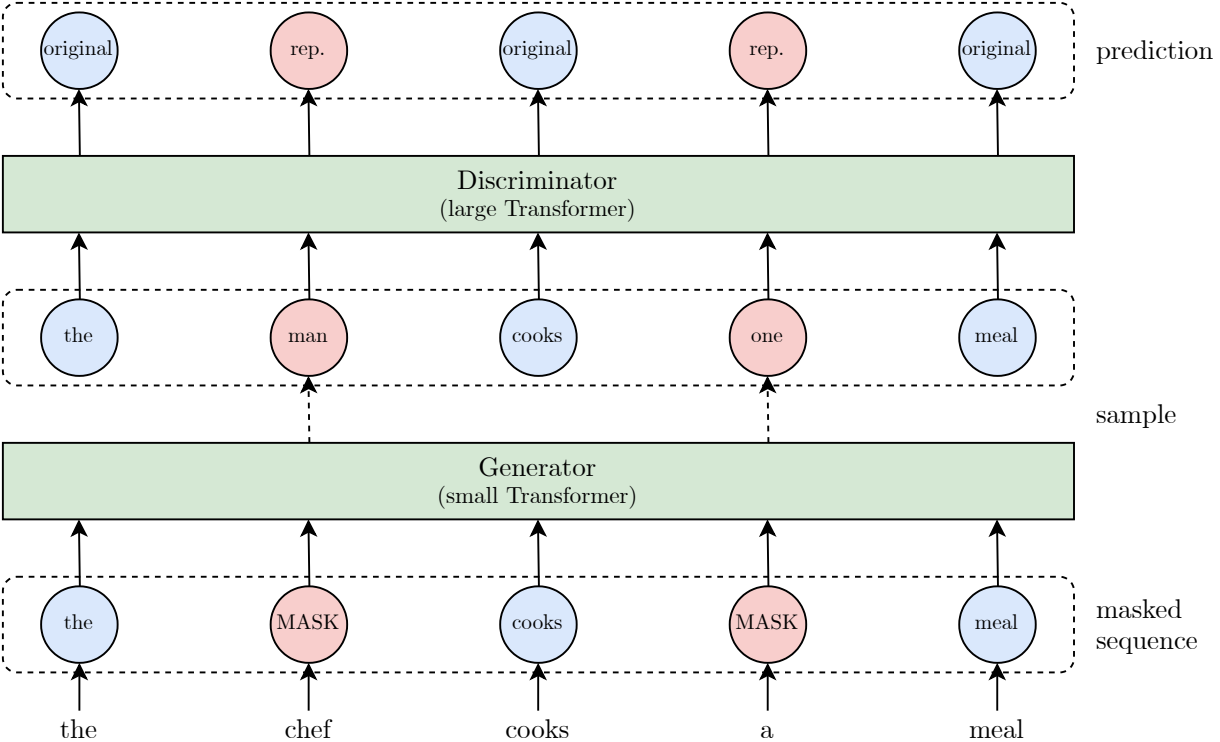 original rep. original rep. original prediction
Discriminator
(large Transformer)
the man cooks one meal
sample
Generator
(small Transformer)
the MASK cooks MASK meal
masked
sequence
the chef cooks a meal